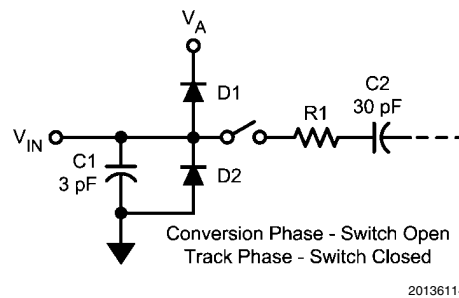 VA
D1
C2
30 pF
R1
VIN
C1
3 pF
D2
Conversion Phase - Switch Open
Track Phase - Switch Closed
2013611